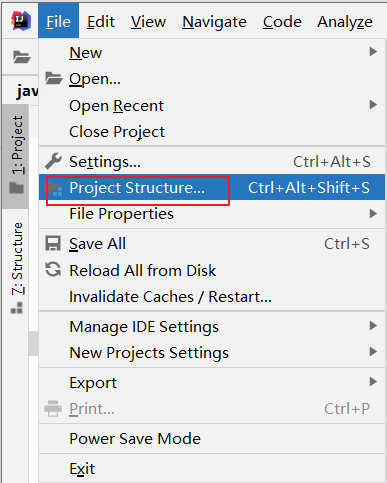 File Edit View Navigate Code Analyze
New
Open...
jav
Open Recent
Close Project
1: Project
Settings... Ctrl+Alt+S
Project Structure... Ctrl+Alt+Shift+S
File Properties
7: Structure
Save All Ctrl+S
Reload All from Disk
Invalidate Caches / Restart...
Manage IDE Settings
New Projects Settings
Export
Print... Ctrl+P
Power Save Mode
Exit